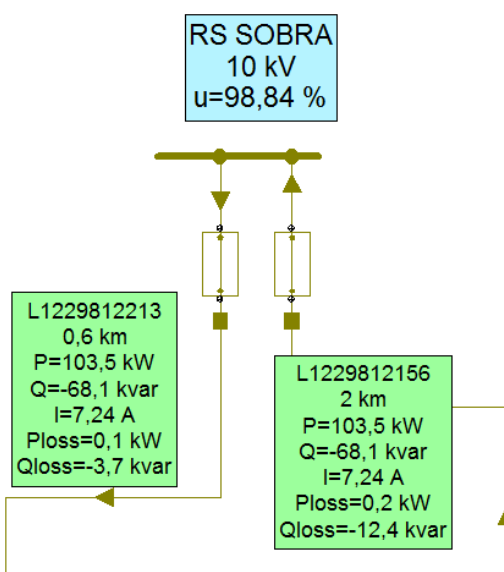 RS SOBRA
10 kV
u=98,84 %
L1229812213
0,6 km
P=103,5 kW
Q=-68,1 kvar
I=7,24 A
Ploss=0,1 kW
Qloss=-3,7 kvar
L1229812156
2 km
P=103,5 kW
Q=-68,1 kvar
I=7,24 A
Ploss=0,2 kW
Qloss=-12,4 kvar